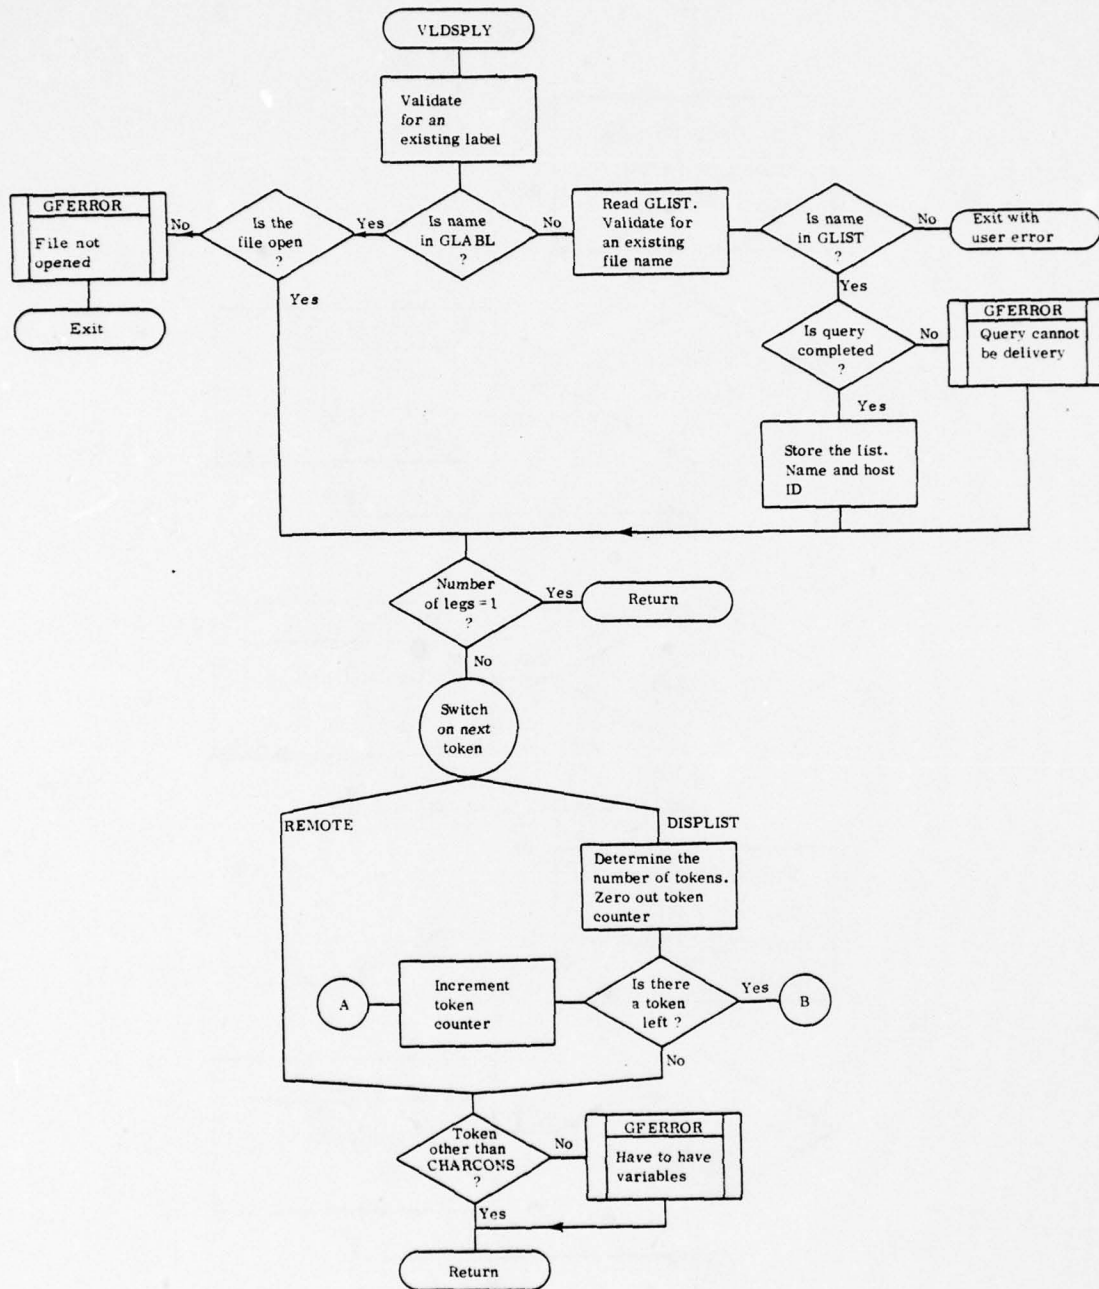 VLDSPLY
Validate
for an
existing label
GFERROR
File not
opened
No
Is the
file open
?
Yes
Is name
in GLABL
?
No
Read GLIST.
Validate for
an existing
file name
Is name
in GLIST
?
No
Exit with
user error
Exit
Yes
Yes
Is query
completed
?
No
GFERROR
Query cannot
be delivery
Yes
Store the list.
Name and host
ID
Number
of legs = 1
?
Yes
Return
No
Switch
on next
token
REMOTE
DISPLIST
Determine the
number of tokens.
Zero out token
counter
A
Increment
token
counter
Is there
a token
left ?
Yes
B
No
Token
other than
CHARCONS
?
No
GFERROR
Have to have
variables
Yes
Return